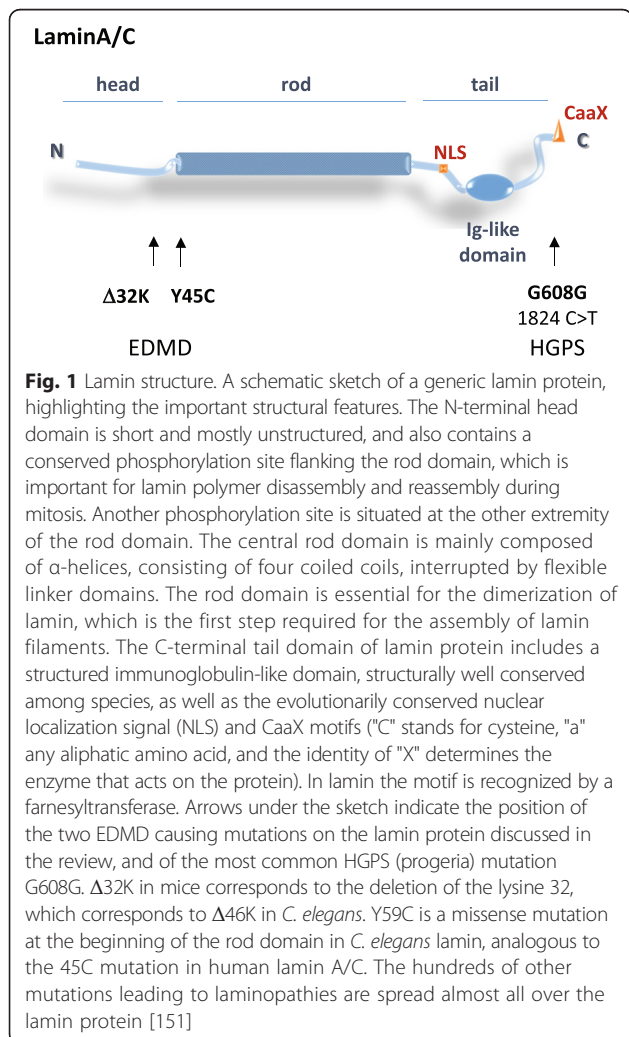 LaminA/C
head rod tail
CaaX
N NLS C
Ig-like
domain
Δ32K Y45C G608G
1824 C>T
EDMD HGPS
Fig. 1 Lamin structure. A schematic sketch of a generic lamin protein,
highlighting the important structural features. The N-terminal head
domain is short and mostly unstructured, and also contains a
conserved phosphorylation site flanking the rod domain, which is
important for lamin polymer disassembly and reassembly during
mitosis. Another phosphorylation site is situated at the other extremity
of the rod domain. The central rod domain is mainly composed
of α-helices, consisting of four coiled coils, interrupted by flexible
linker domains. The rod domain is essential for the dimerization of
lamin, which is the first step required for the assembly of lamin
filaments. The C-terminal tail domain of lamin protein includes a
structured immunoglobulin-like domain, structurally well conserved
among species, as well as the evolutionarily conserved nuclear
localization signal (NLS) and CaaX motifs ("C" stands for cysteine, "a"
any aliphatic amino acid, and the identity of "X" determines the
enzyme that acts on the protein). In lamin the motif is recognized by a
farnesyltransferase. Arrows under the sketch indicate the position of
the two EDMD causing mutations on the lamin protein discussed in
the review, and of the most common HGPS (progeria) mutation
G608G. Δ32K in mice corresponds to the deletion of the lysine 32,
which corresponds to Δ46K in C. elegans. Y59C is a missense mutation
at the beginning of the rod domain in C. elegans lamin, analogous to
the 45C mutation in human lamin A/C. The hundreds of other
mutations leading to laminopathies are spread almost all over the
lamin protein [151]